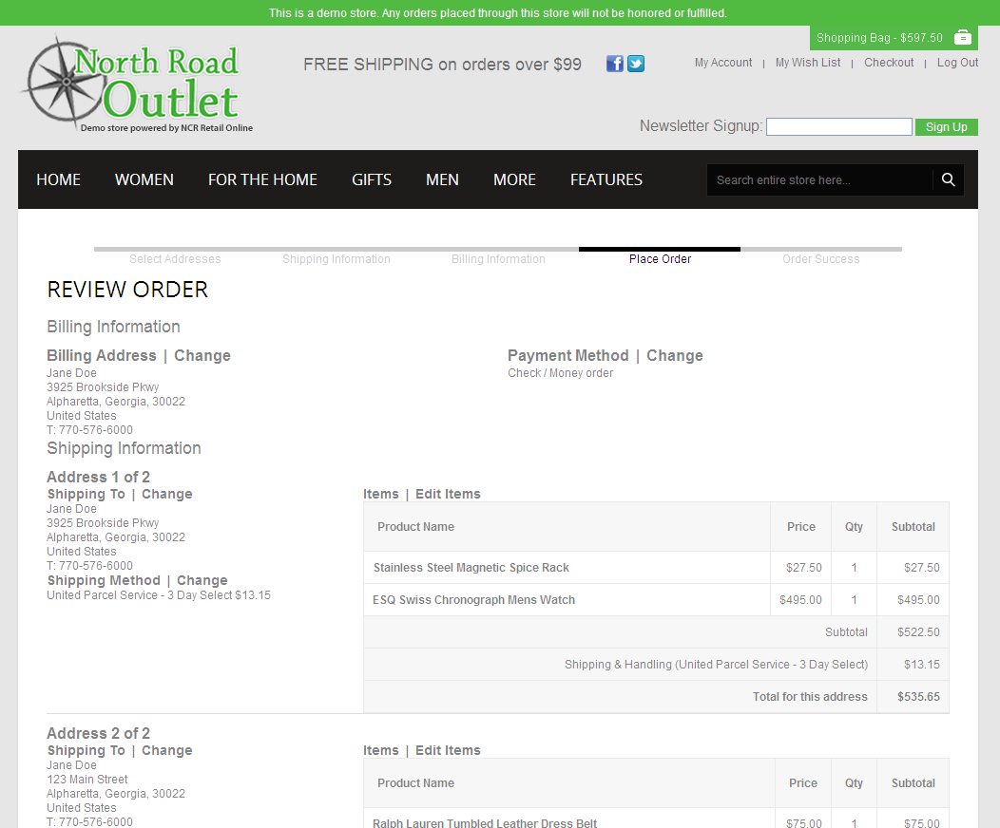 This is a demo store. Any orders placed through this store will not be honored or fulfilled.
Shopping Bag - $597.50
North Road
Outlet
Demo store powered by NCR Retail Online
FREE SHIPPING on orders over $99
My Account | My Wish List | Checkout | Log Out
Newsletter Signup: Sign Up
HOME WOMEN FOR THE HOME GIFTS MEN MORE FEATURES Search entire store here...
Select Addresses Shipping Information Billing Information Place Order Order Success
REVIEW ORDER
Billing Information
Billing Address | Change
Jane Doe
3925 Brookside Pkwy
Alpharetta, Georgia, 30022
United States
T: 770-576-6000
Payment Method | Change
Check / Money order
Shipping Information
Address 1 of 2
Shipping To | Change
Jane Doe
3925 Brookside Pkwy
Alpharetta, Georgia, 30022
United States
T: 770-576-6000
Shipping Method | Change
United Parcel Service - 3 Day Select $13.15
Items | Edit Items
Product Name Price Qty Subtotal
Stainless Steel Magnetic Spice Rack $27.50 1 $27.50
ESQ Swiss Chronograph Mens Watch $495.00 1 $495.00
Subtotal $522.50
Shipping & Handling (United Parcel Service - 3 Day Select) $13.15
Total for this address $535.65
Address 2 of 2
Shipping To | Change
Jane Doe
123 Main Street
Alpharetta, Georgia, 30022
United States
T: 770-576-6000
Items | Edit Items
Product Name Price Qty Subtotal
Ralph Lauren Tumbled Leather Dress Belt $75.00 1 $75.00